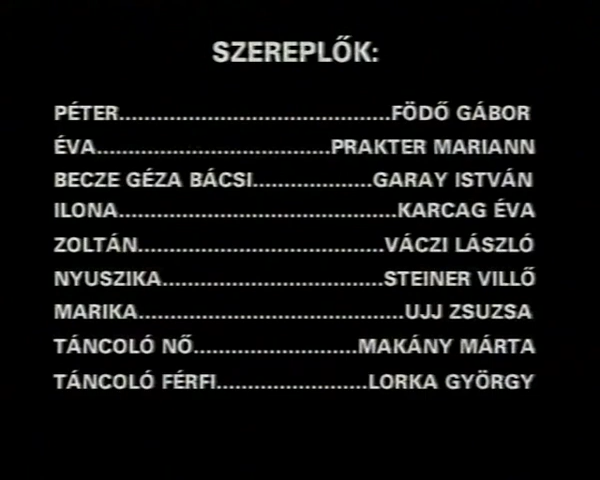 SZEREPLŐK:
PÉTER............................................FÖDŐ GÁBOR
ÉVA......................................PRAKTER MARIANN
BECZE GÉZA BÁCSI...................GARAY ISTVÁN
ILONA.............................................KARCAG ÉVA
ZOLTÁN........................................VÁCZI LÁSZLÓ
NYUSZIKA....................................STEINER VILLŐ
MARIKA...........................................UJJ ZSUZSA
TÁNCOLÓ NŐ...........................MAKÁNY MÁRTA
TÁNCOLÓ FÉRFI........................LORKA GYÖRGY